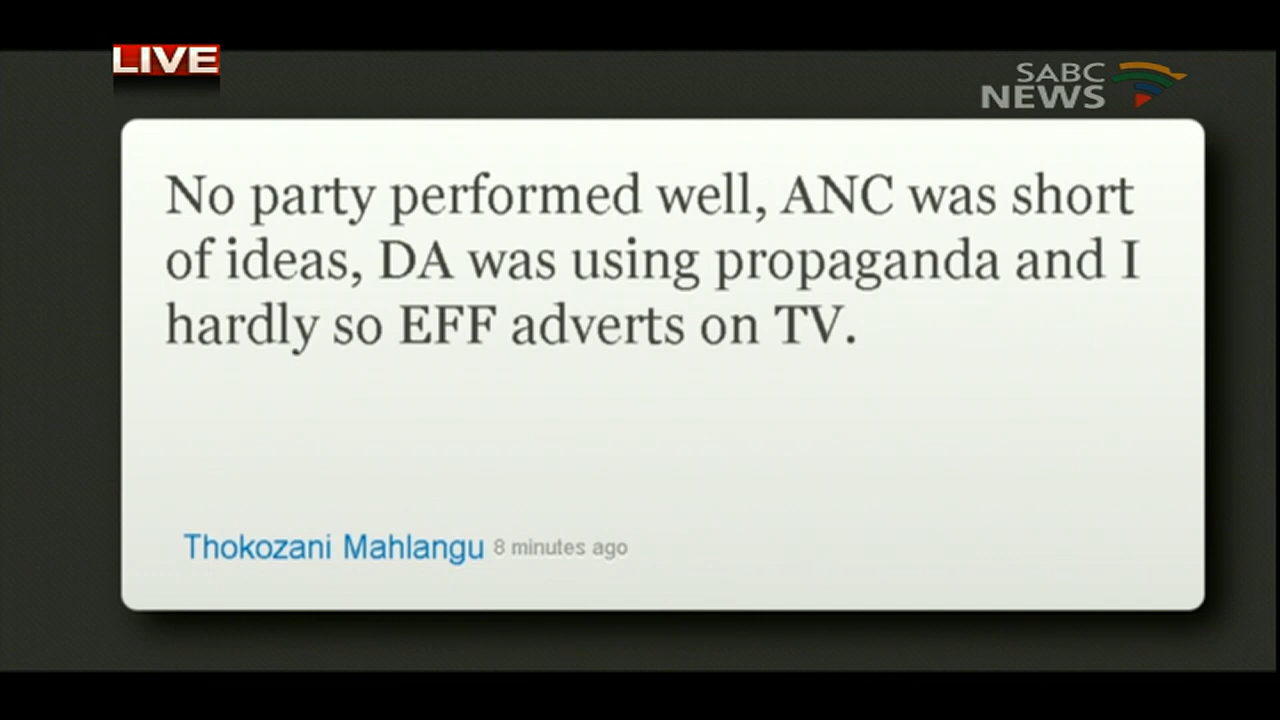 LIVE
SABC
NEWS
No party performed well, ANC was short
of ideas, DA was using propaganda and I
hardly so EFF adverts on TV.
Thokozani Mahlangu 8 minutes ago